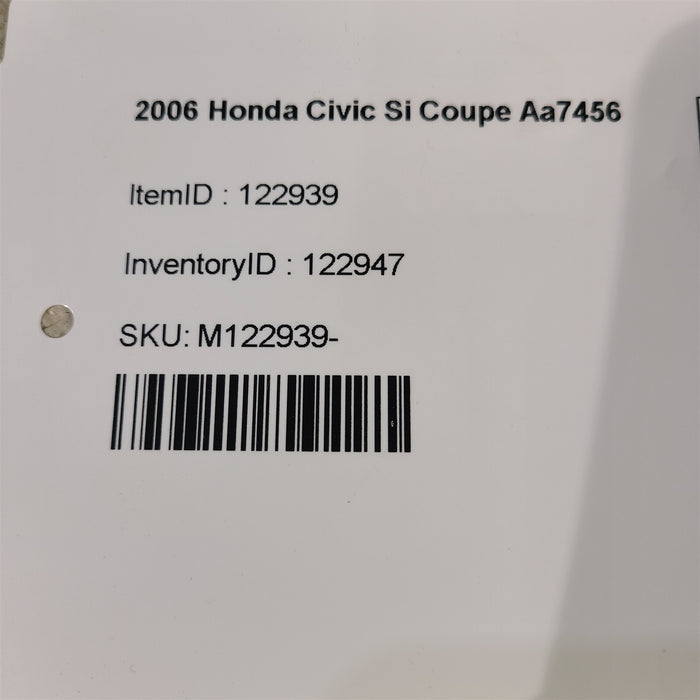 2006 Honda Civic Si Coupe Aa7456
ItemID : 122939
InventoryID : 122947
SKU: M122939-